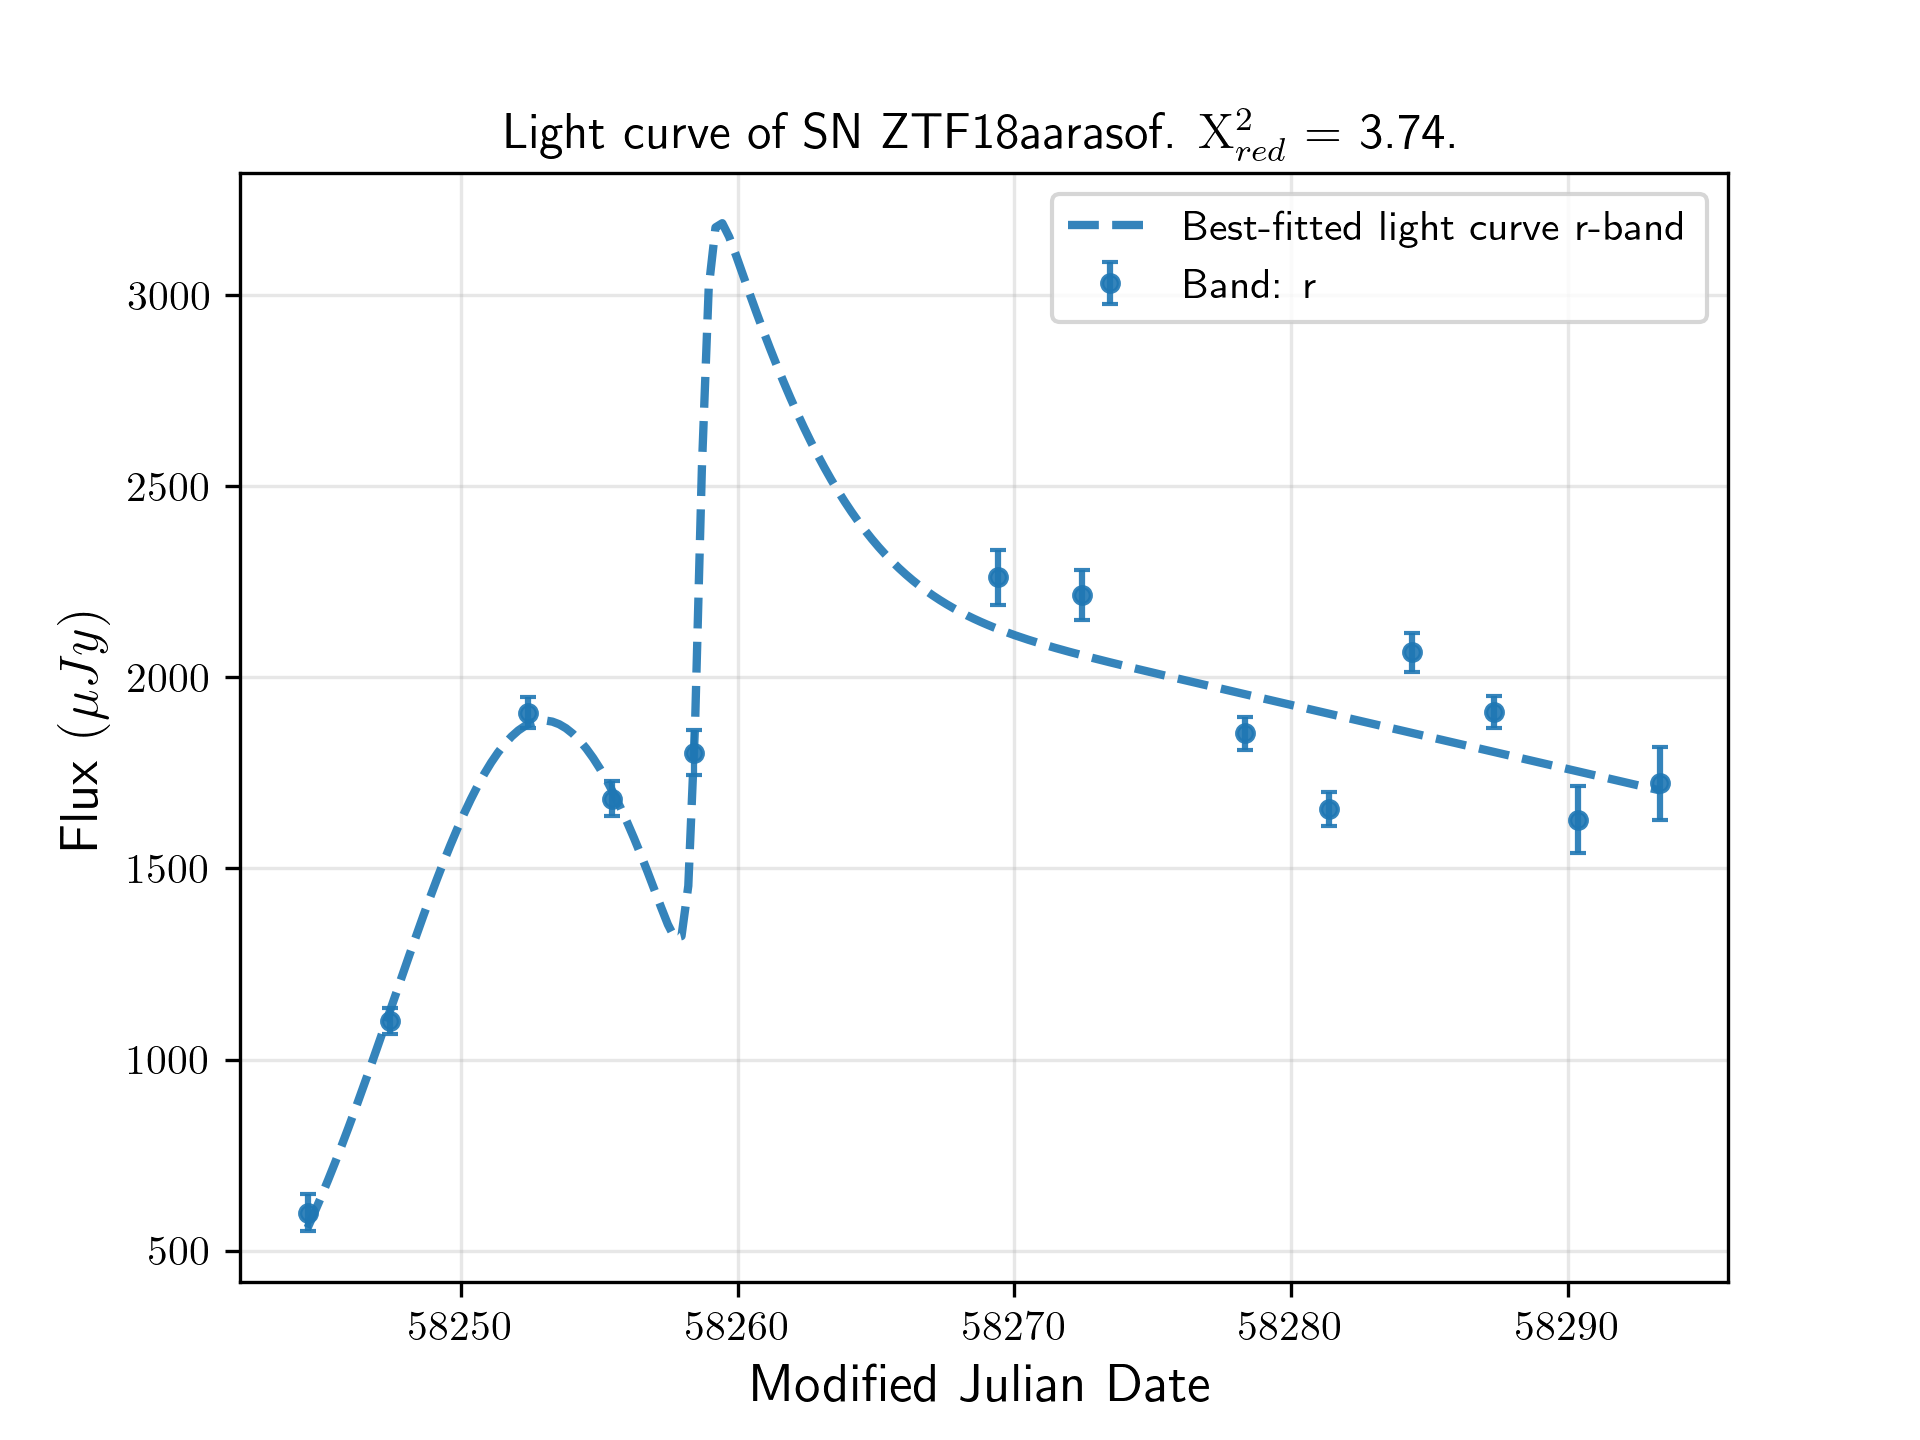 Light curve of SN ZTF18aarasof. X²_red = 3.74.
Best-fitted light curve r-band
Band: r
Flux (μJy)
3000
2500
2000
1500
1000
500
58250 58260 58270 58280 58290
Modified Julian Date